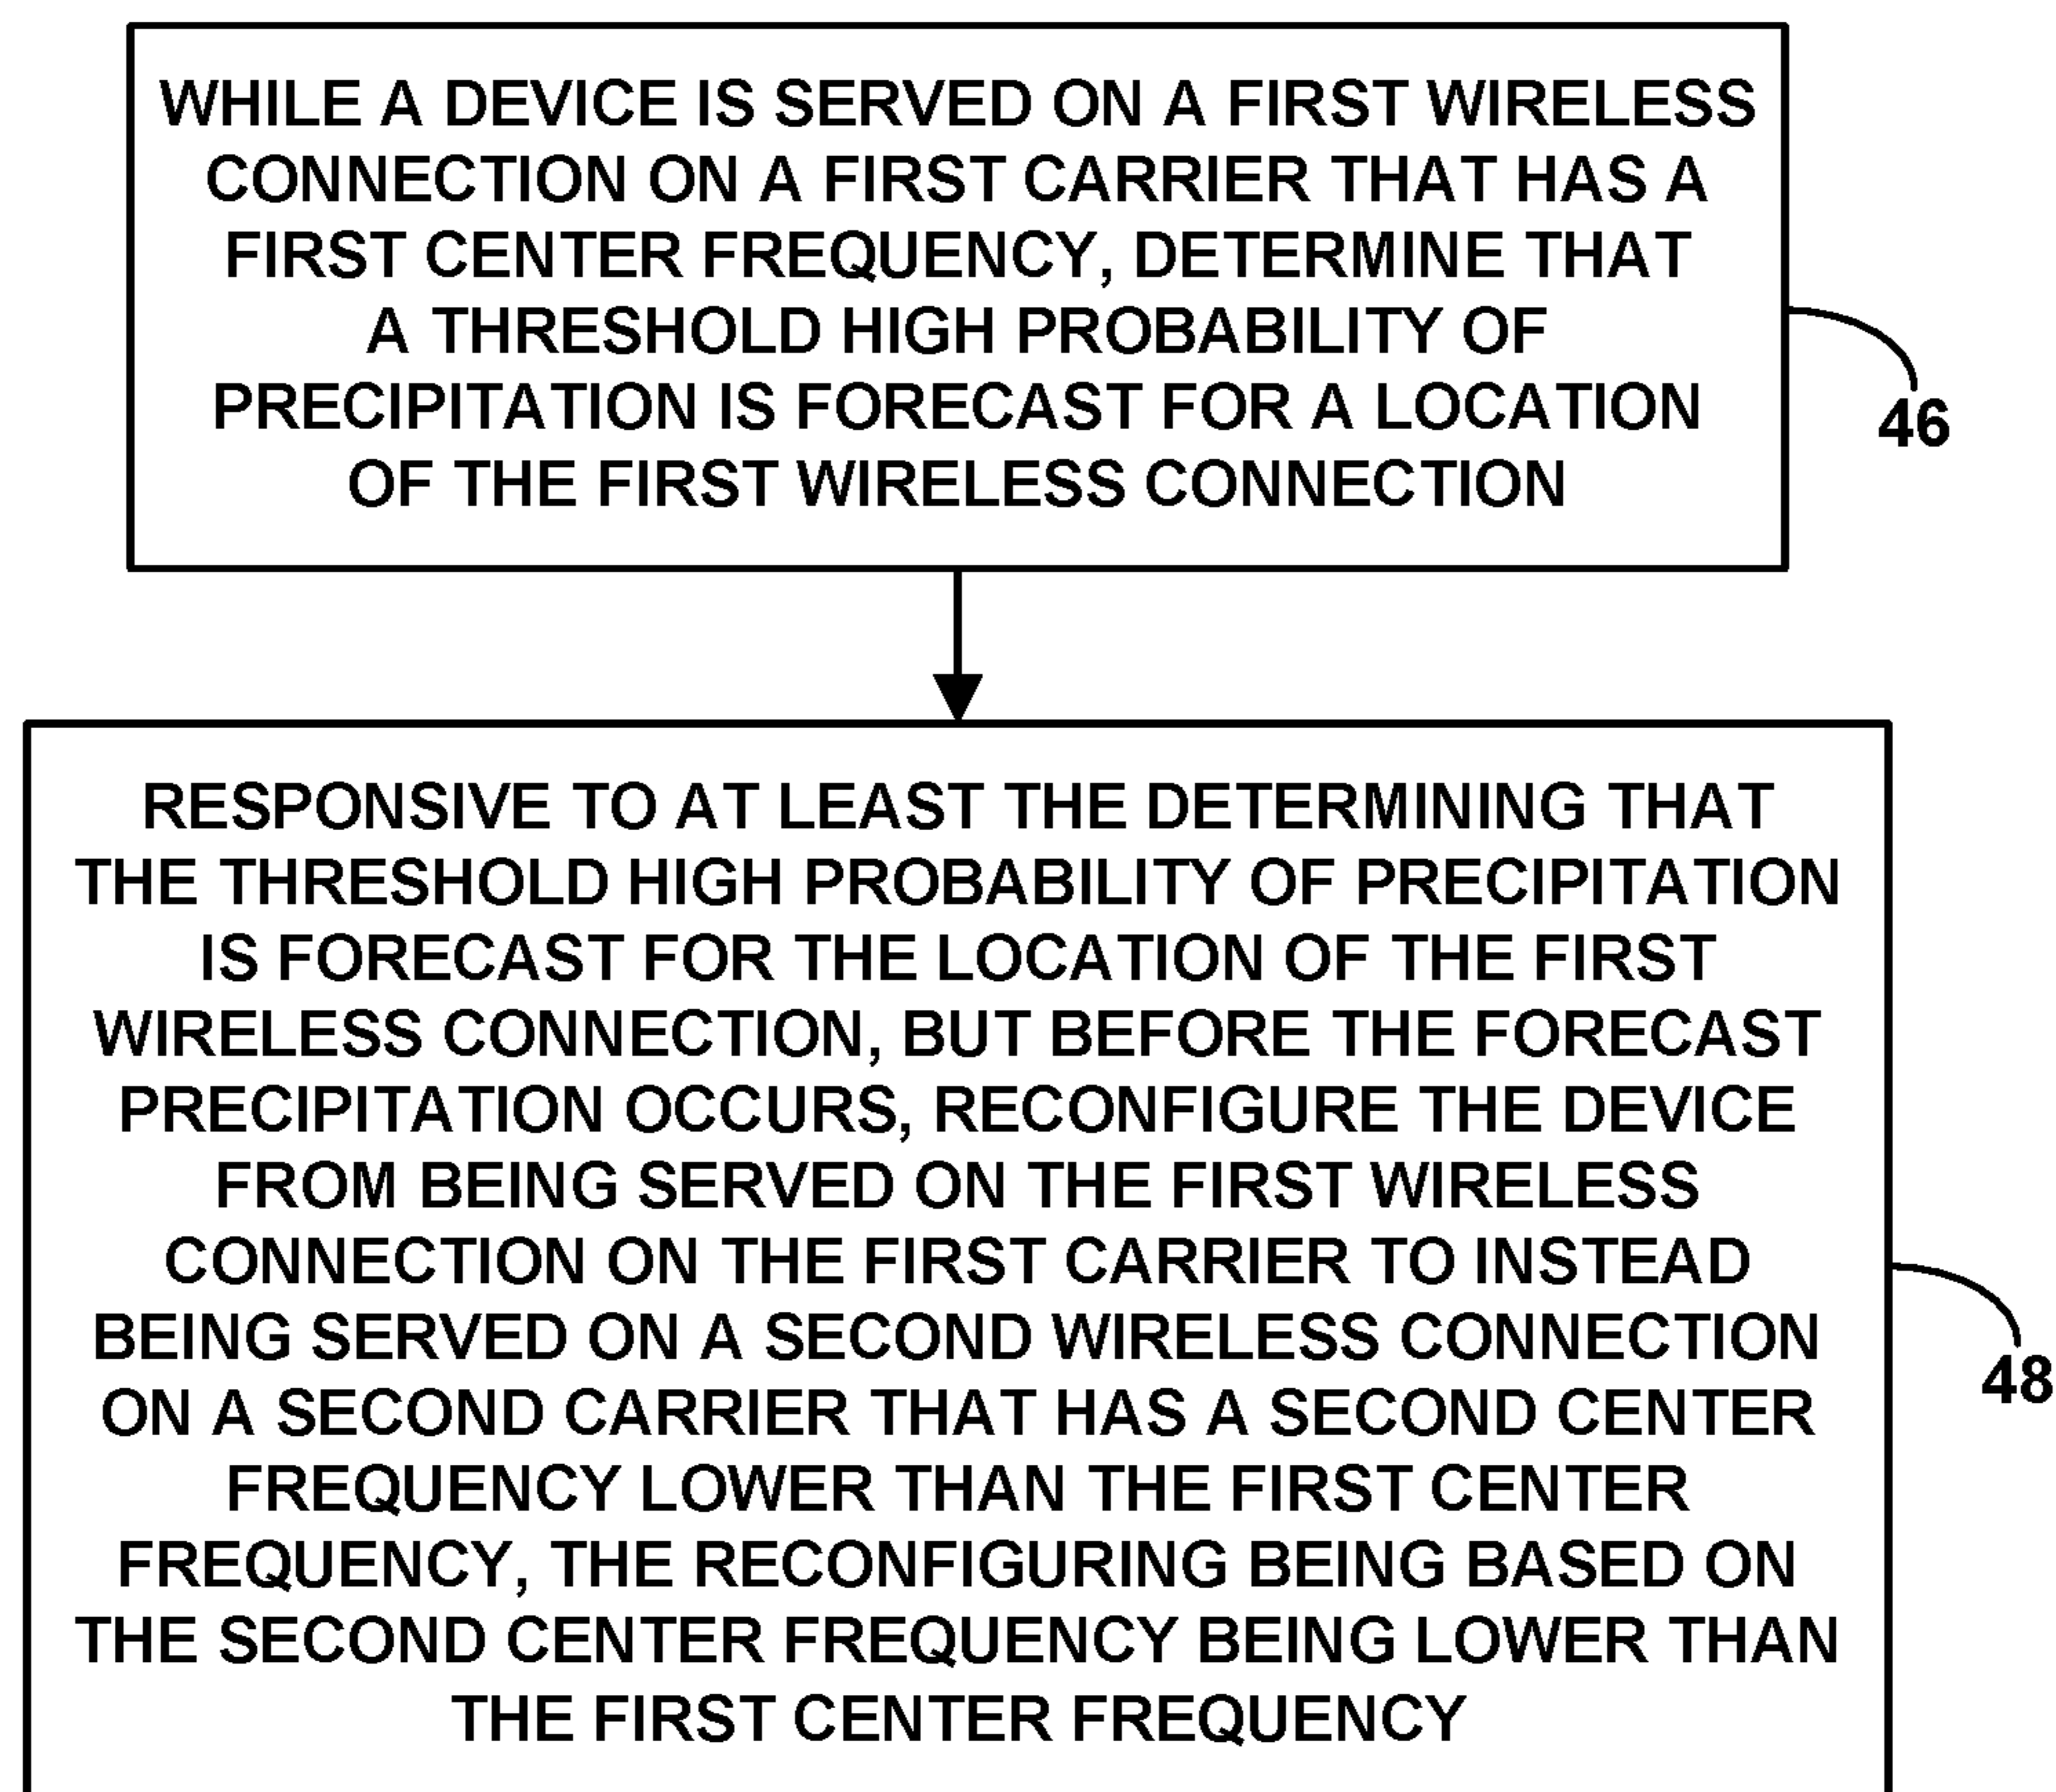 WHILE A DEVICE IS SERVED ON A FIRST WIRELESS
CONNECTION ON A FIRST CARRIER THAT HAS A
FIRST CENTER FREQUENCY, DETERMINE THAT
A THRESHOLD HIGH PROBABILITY OF
PRECIPITATION IS FORECAST FOR A LOCATION
OF THE FIRST WIRELESS CONNECTION
46
RESPONSIVE TO AT LEAST THE DETERMINING THAT
THE THRESHOLD HIGH PROBABILITY OF PRECIPITATION
IS FORECAST FOR THE LOCATION OF THE FIRST
WIRELESS CONNECTION, BUT BEFORE THE FORECAST
PRECIPITATION OCCURS, RECONFIGURE THE DEVICE
FROM BEING SERVED ON THE FIRST WIRELESS
CONNECTION ON THE FIRST CARRIER TO INSTEAD
BEING SERVED ON A SECOND WIRELESS CONNECTION
ON A SECOND CARRIER THAT HAS A SECOND CENTER
FREQUENCY LOWER THAN THE FIRST CENTER
FREQUENCY, THE RECONFIGURING BEING BASED ON
THE SECOND CENTER FREQUENCY BEING LOWER THAN
THE FIRST CENTER FREQUENCY
48